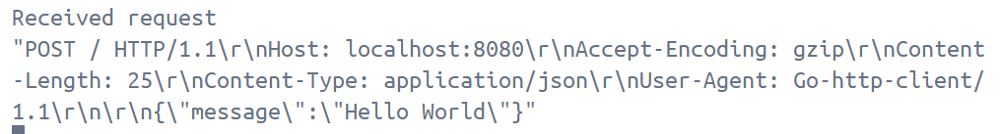 Received request
"POST / HTTP/1.1\r\nHost: localhost:8080\r\nAccept-Encoding: gzip\r\nContent
-Length: 25\r\nContent-Type: application/json\r\nUser-Agent: Go-http-client/
1.1\r\n\r\n{\"message\":\"Hello World\"}"